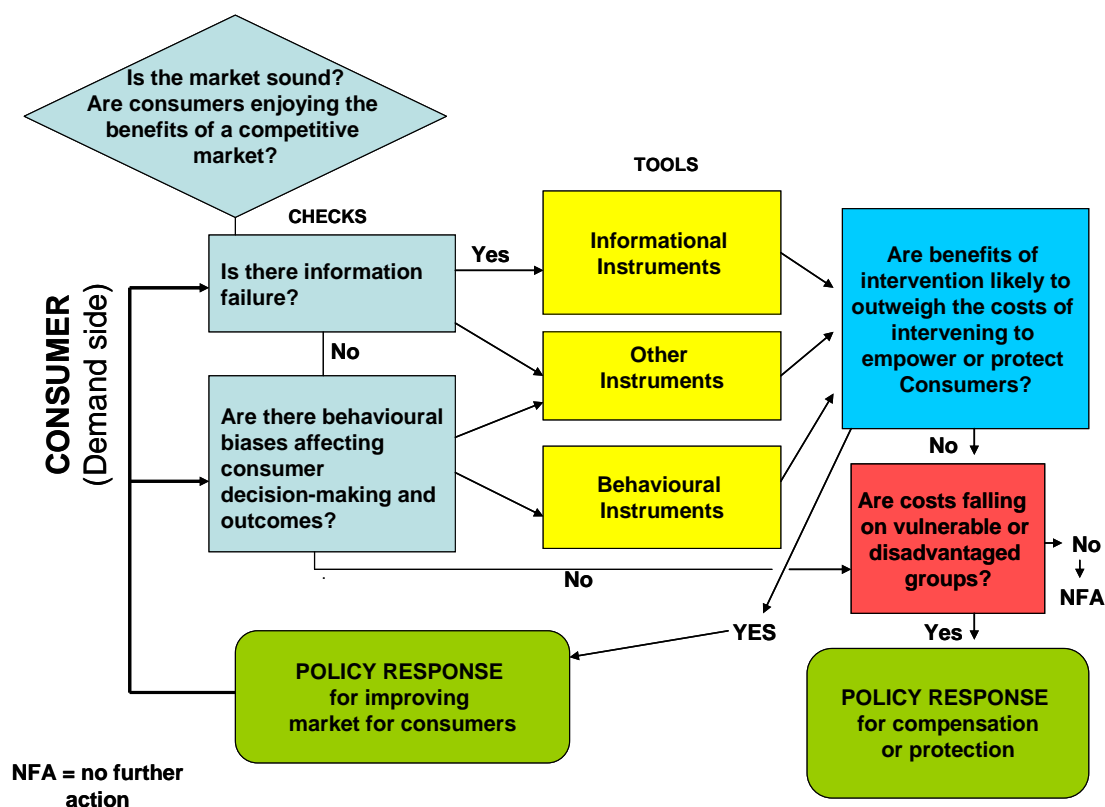 Is the market sound?
Are consumers enjoying the
benefits of a competitive
market?
TOOLS
CHECKS
Is there information
failure?
Yes
Informational
Instruments
Are benefits of
intervention likely to
outweigh the costs of
intervening to
empower or protect
Consumers?
CONSUMER
(Demand side)
No
Other
Instruments
Are there behavioural
biases affecting
consumer
decision-making and
outcomes?
Behavioural
Instruments
No
Are costs falling
on vulnerable or
disadvantaged
groups?
No
NFA
No
YES
Yes
POLICY RESPONSE
for improving
market for consumers
POLICY RESPONSE
for compensation
or protection
NFA = no further
action